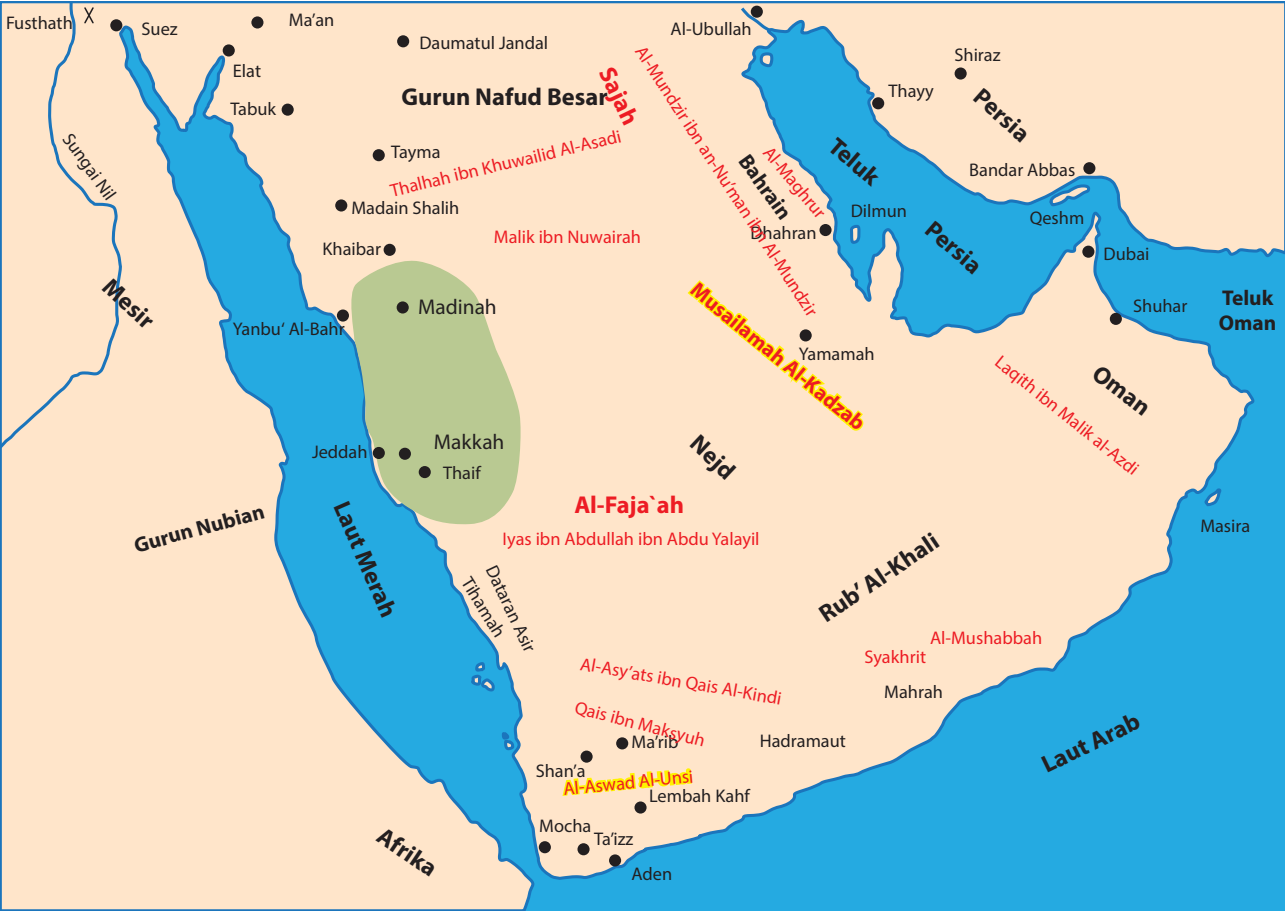 Fusthath
X
Suez
Ma'an
Daumatul Jandal
Al-Ubullah
Shiraz
Elat
Tabuk
Gurun Nafud Besar
Sajah
Al-Mundzir ibn an-Nu'man ibn Al-Mundzir
Thayy
Persia
Sungai Nil
Tayma
Thalhah ibn Khuwailid Al-Asadi
Madain Shalih
Bahrain
Al-Maghrur
Teluk
Persia
Bandar Abbas
Dilmun
Qeshm
Khaibar
Malik ibn Nuwairah
Dhahran
Dubai
Mesir
Madinah
Yanbu' Al-Bahr
Musailamah Al-Kadzab
Yamamah
Shuhar
Teluk
Oman
Laqith ibn Malik al-Azdi
Oman
Jeddah
Makkah
Thaif
Nejd
Gurun Nubian
Laut Merah
Al-Faja`ah
Iyas ibn Abdullah ibn Abdu Yalayil
Masira
Dataran Asir
Tihamah
Rub' Al-Khali
Al-Mushabbah
Syakhrit
Mahrah
Al-Asy'ats ibn Qais Al-Kindi
Qais ibn Maksyuh
Ma'rib
Hadramaut
Laut Arab
Shan'a
Al-Aswad Al-Unsi
Lembah Kahf
Mocha
Ta'izz
Afrika
Aden